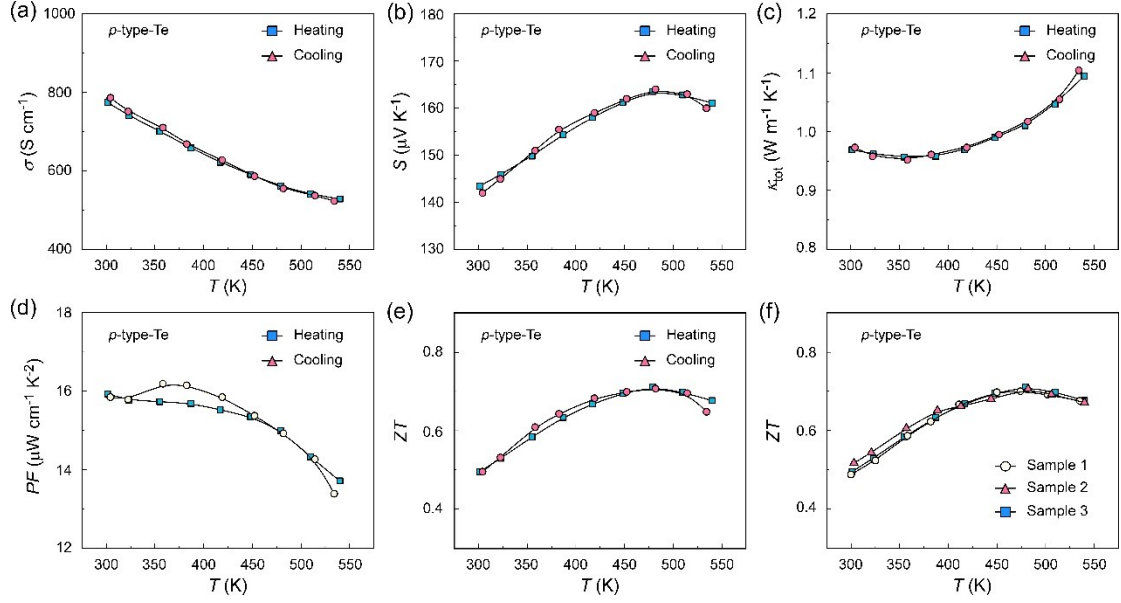 (a)
p-type-Te
Heating
Cooling
1000
800
600
400
σ (S cm⁻¹)
300 350 400 450 500 550
T (K)
(b)
p-type-Te
Heating
Cooling
180
170
160
150
140
130
S (μV K⁻¹)
300 350 400 450 500 550
T (K)
(c)
p-type-Te
Heating
Cooling
1.2
1.1
1.0
0.9
0.8
κtot (W m⁻¹ K⁻¹)
300 350 400 450 500 550
T (K)
(d)
p-type-Te
Heating
Cooling
18
16
14
12
PF (μW cm⁻¹ K⁻²)
300 350 400 450 500 550
T (K)
(e)
p-type-Te
Heating
Cooling
0.8
0.6
0.4
ZT
300 350 400 450 500 550
T (K)
(f)
p-type-Te
Heating
Cooling
0.8
0.6
0.4
ZT
Sample 1
Sample 2
Sample 3
300 350 400 450 500 550
T (K)